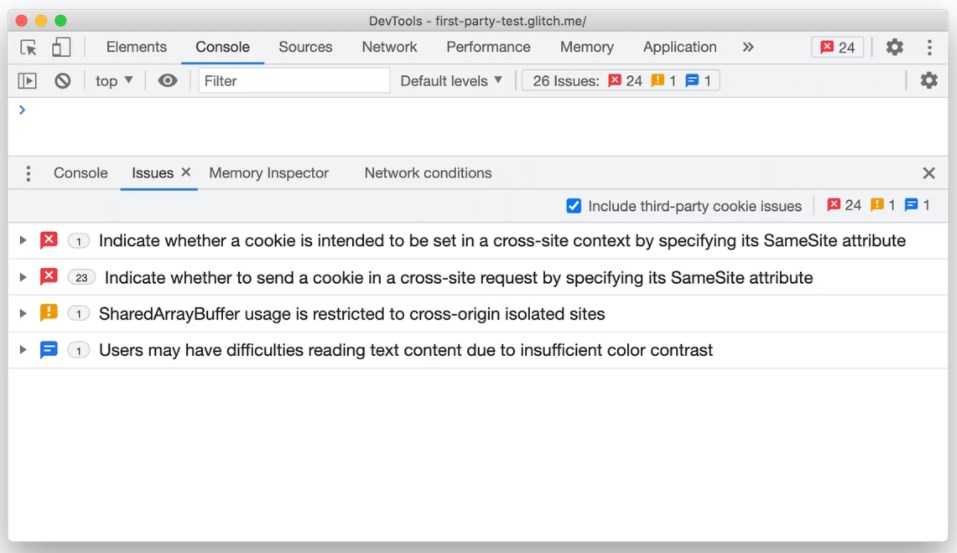 DevTools - first-party-test.glitch.me/
Elements Console Sources Network Performance Memory Application » 24
top Filter Default levels 26 Issues: 24 1 1
Console Issues Memory Inspector Network conditions
Include third-party cookie issues 24 1 1
1 Indicate whether a cookie is intended to be set in a cross-site context by specifying its SameSite attribute
23 Indicate whether to send a cookie in a cross-site request by specifying its SameSite attribute
1 SharedArrayBuffer usage is restricted to cross-origin isolated sites
1 Users may have difficulties reading text content due to insufficient color contrast